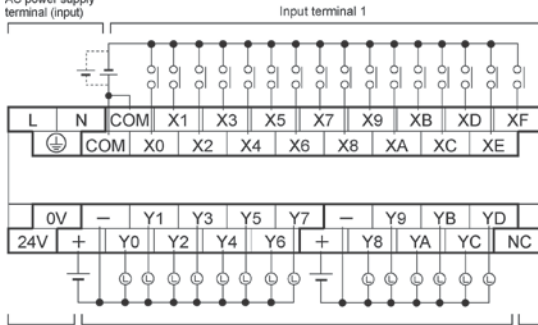 AC power supply
terminal (input)
Input terminal 1
L N COM X1 X3 X5 X7 X9 XB XD XF
COM X0 X2 X4 X6 X8 XA XC XE
0V − Y1 Y3 Y5 Y7 − Y9 YB YD
24V + Y0 Y2 Y4 Y6 + Y8 YA YC NC
L L L L L L L L L L L L L L